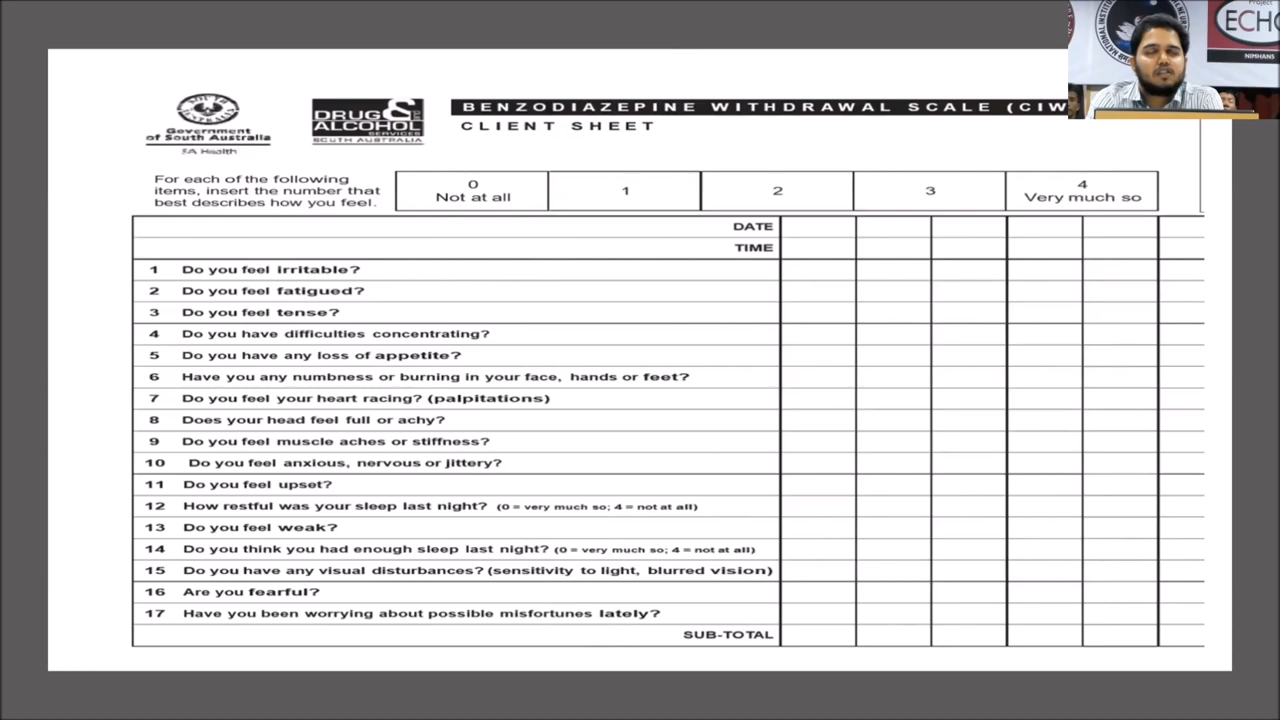 BENZODIAZEPINE WITHDRAWAL SCALE (CIW
CLIENT SHEET
Government
of South Australia
SA Health
DRUG &
ALCOHOL
SERVICES
SOUTH AUSTRALIA
Project
ECHO
NIMHANS
NATIONAL
For each of the following
items, insert the number that
best describes how you feel.
0
Not at all
1
2
3
4
Very much so
DATE
TIME
1 Do you feel irritable?
2 Do you feel fatigued?
3 Do you feel tense?
4 Do you have difficulties concentrating?
5 Do you have any loss of appetite?
6 Have you any numbness or burning in your face, hands or feet?
7 Do you feel your heart racing? (palpitations)
8 Does your head feel full or achy?
9 Do you feel muscle aches or stiffness?
10 Do you feel anxious, nervous or jittery?
11 Do you feel upset?
12 How restful was your sleep last night? (0 = very much so; 4 = not at all)
13 Do you feel weak?
14 Do you think you had enough sleep last night? (0 = very much so; 4 = not at all)
15 Do you have any visual disturbances? (sensitivity to light, blurred vision)
16 Are you fearful?
17 Have you been worrying about possible misfortunes lately?
SUB-TOTAL